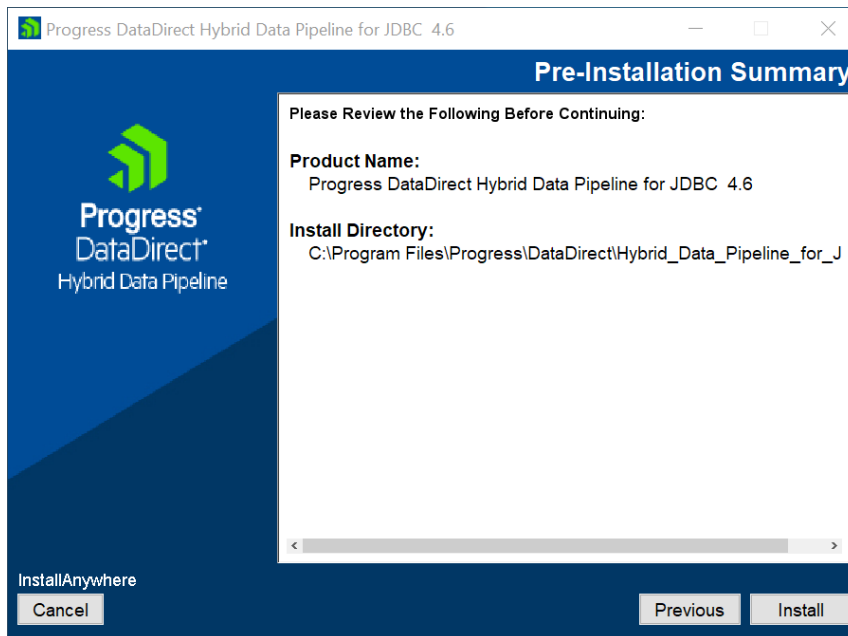 Progress DataDirect Hybrid Data Pipeline for JDBC  4.6
Pre-Installation Summary
Progress
DataDirect
Hybrid Data Pipeline
Please Review the Following Before Continuing:
Product Name:
Progress DataDirect Hybrid Data Pipeline for JDBC  4.6
Install Directory:
C:\Program Files\Progress\DataDirect\Hybrid_Data_Pipeline_for_J
InstallAnywhere
Cancel
Previous
Install